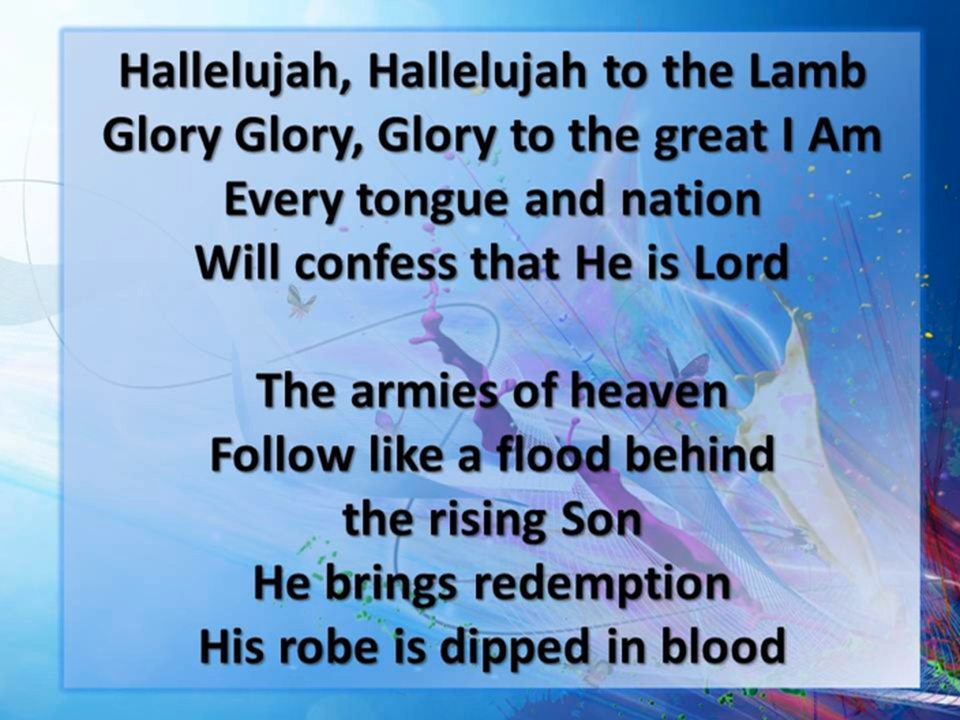 Hallelujah, Hallelujah to the Lamb
Glory Glory, Glory to the great I Am
Every tongue and nation
Will confess that He is Lord
The armies of heaven
Follow like a flood behind
the rising Son
He brings redemption
His robe is dipped in blood